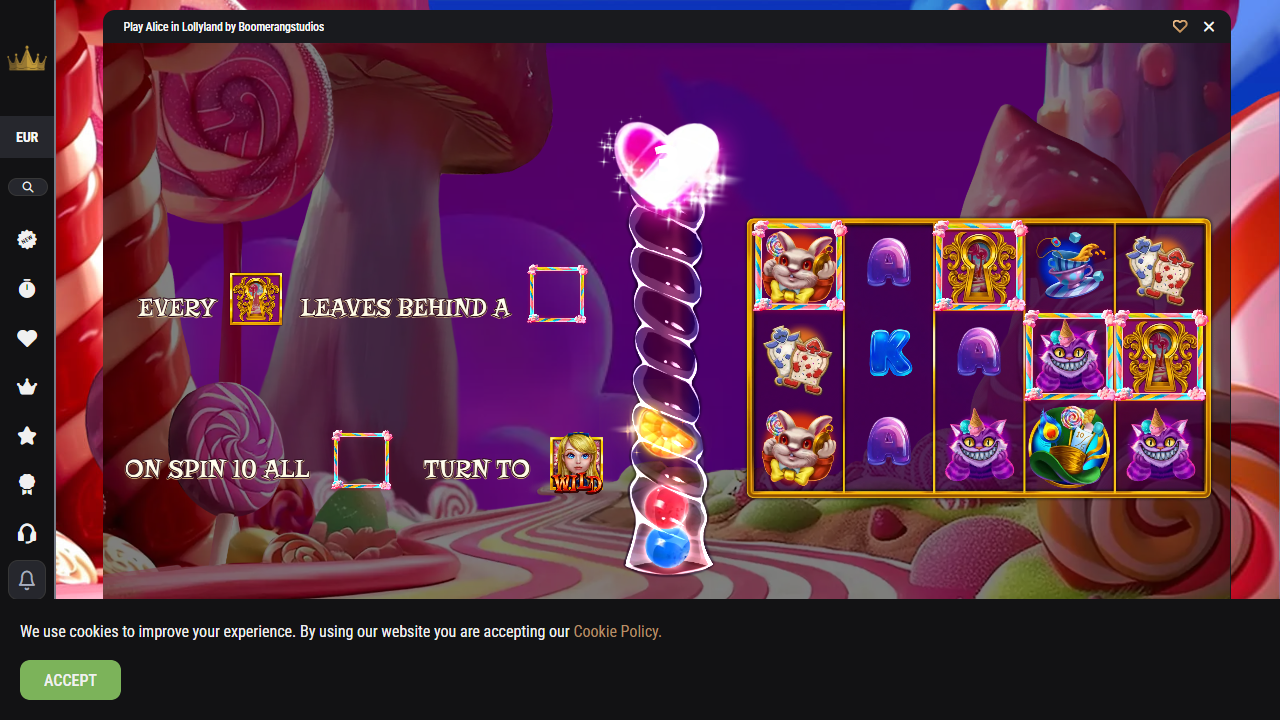 Play Alice in Lollyland by Boomerangstudios
EUR
NEW
EVERY LEAVES BEHIND A
A
K
A
A
ON SPIN 10 ALL TURN TO
WILD
We use cookies to improve your experience. By using our website you are accepting our Cookie Policy.
ACCEPT